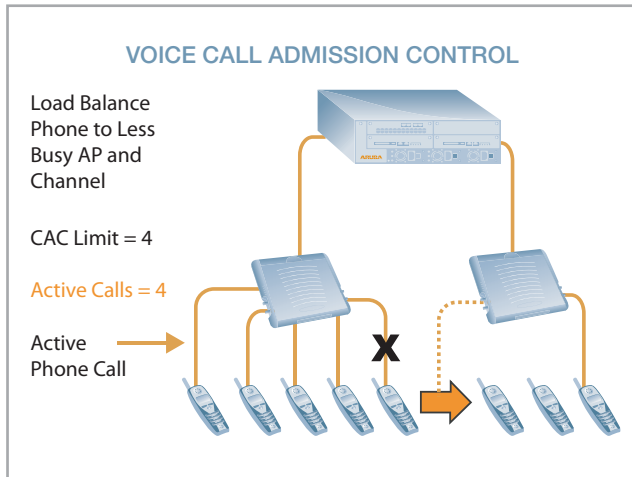 VOICE CALL ADMISSION CONTROL
Load Balance
Phone to Less
Busy AP and
Channel
ARUBA
CAC Limit = 4
Active Calls = 4
Active
Phone Call
X